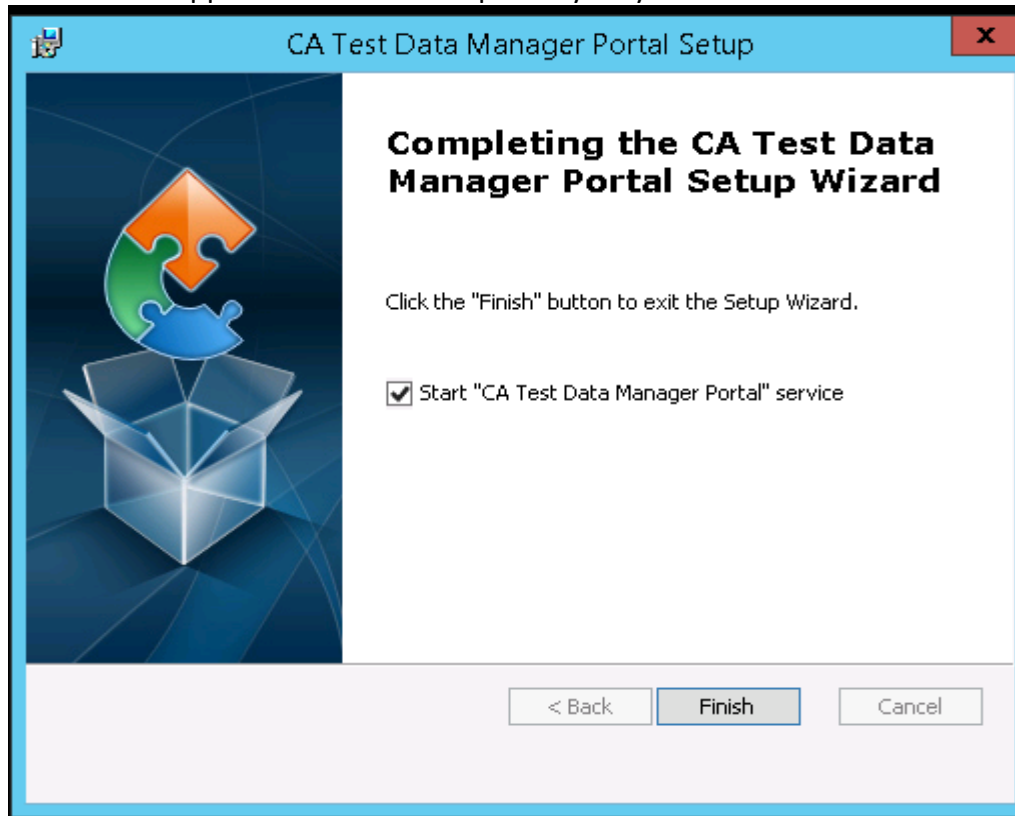 CA Test Data Manager Portal Setup
x
Completing the CA Test Data
Manager Portal Setup Wizard
Click the "Finish" button to exit the Setup Wizard.
Start "CA Test Data Manager Portal" service
< Back Finish Cancel